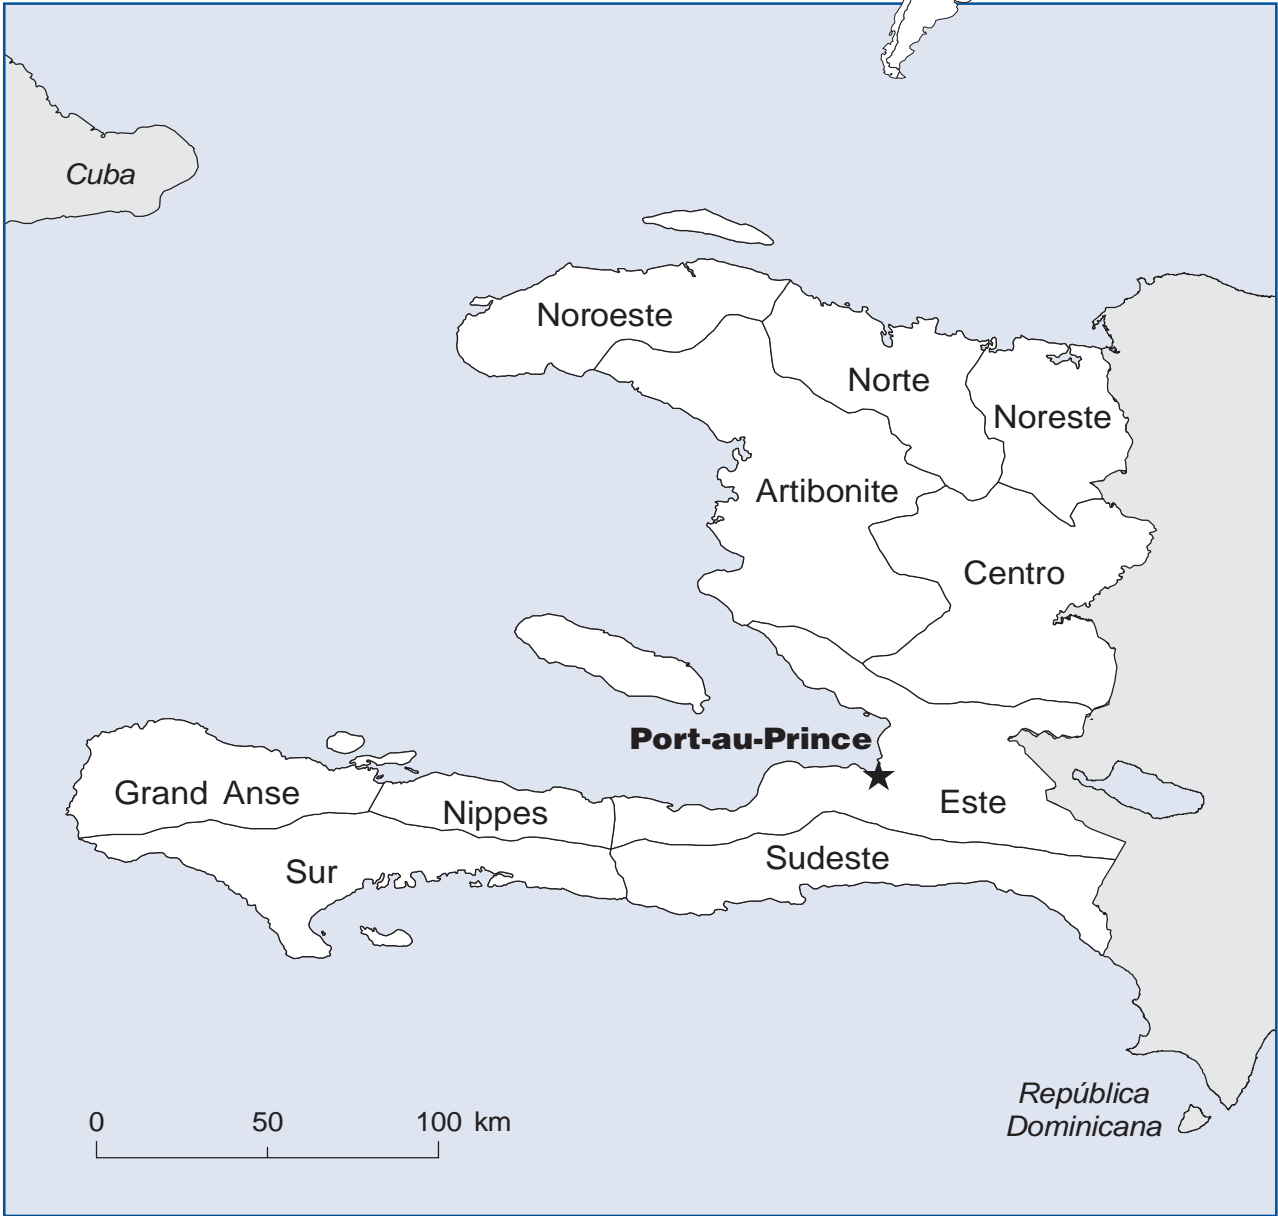 Cuba
Noroeste
Norte
Noreste
Artibonite
Centro
Port-au-Prince
Grand Anse
Nippes
Este
Sur
Sudeste
República
Dominicana
0 50 100 km